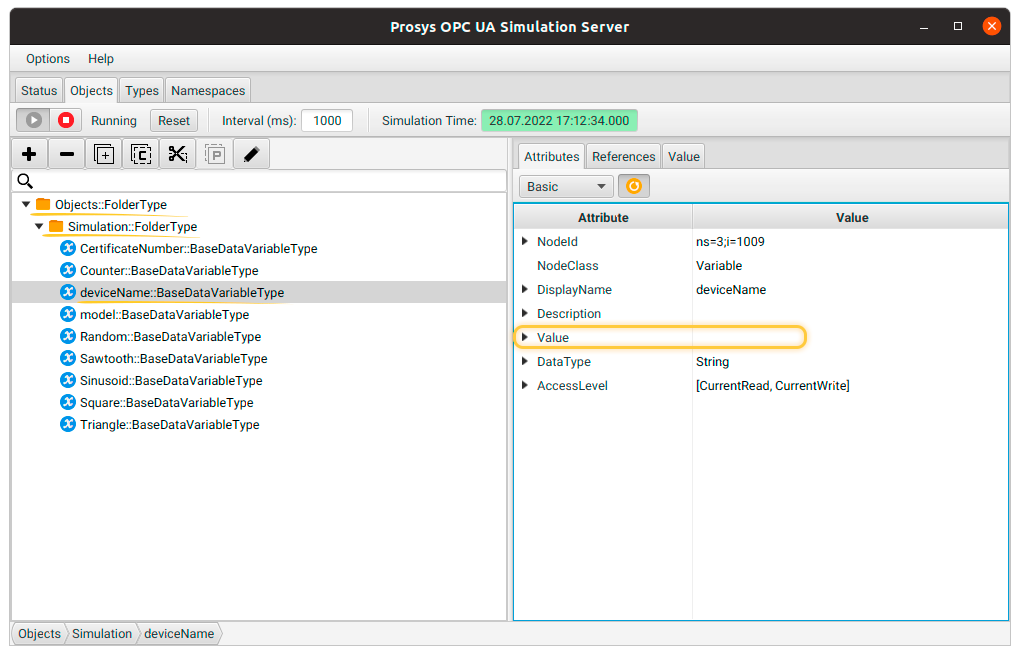 Prosys OPC UA Simulation Server
Options Help
Status Objects Types Namespaces
Running Reset Interval (ms): 1000 Simulation Time: 28.07.2022 17:12:34.000
Objects::FolderType
Simulation::FolderType
CertificateNumber::BaseDataVariableType
Counter::BaseDataVariableType
deviceName::BaseDataVariableType
model::BaseDataVariableType
Random::BaseDataVariableType
Sawtooth::BaseDataVariableType
Sinusoid::BaseDataVariableType
Square::BaseDataVariableType
Triangle::BaseDataVariableType
Attributes References Value
Basic
Attribute Value
NodeId ns=3;i=1009
NodeClass Variable
DisplayName deviceName
Description
Value
DataType String
AccessLevel [CurrentRead, CurrentWrite]
Objects Simulation deviceName